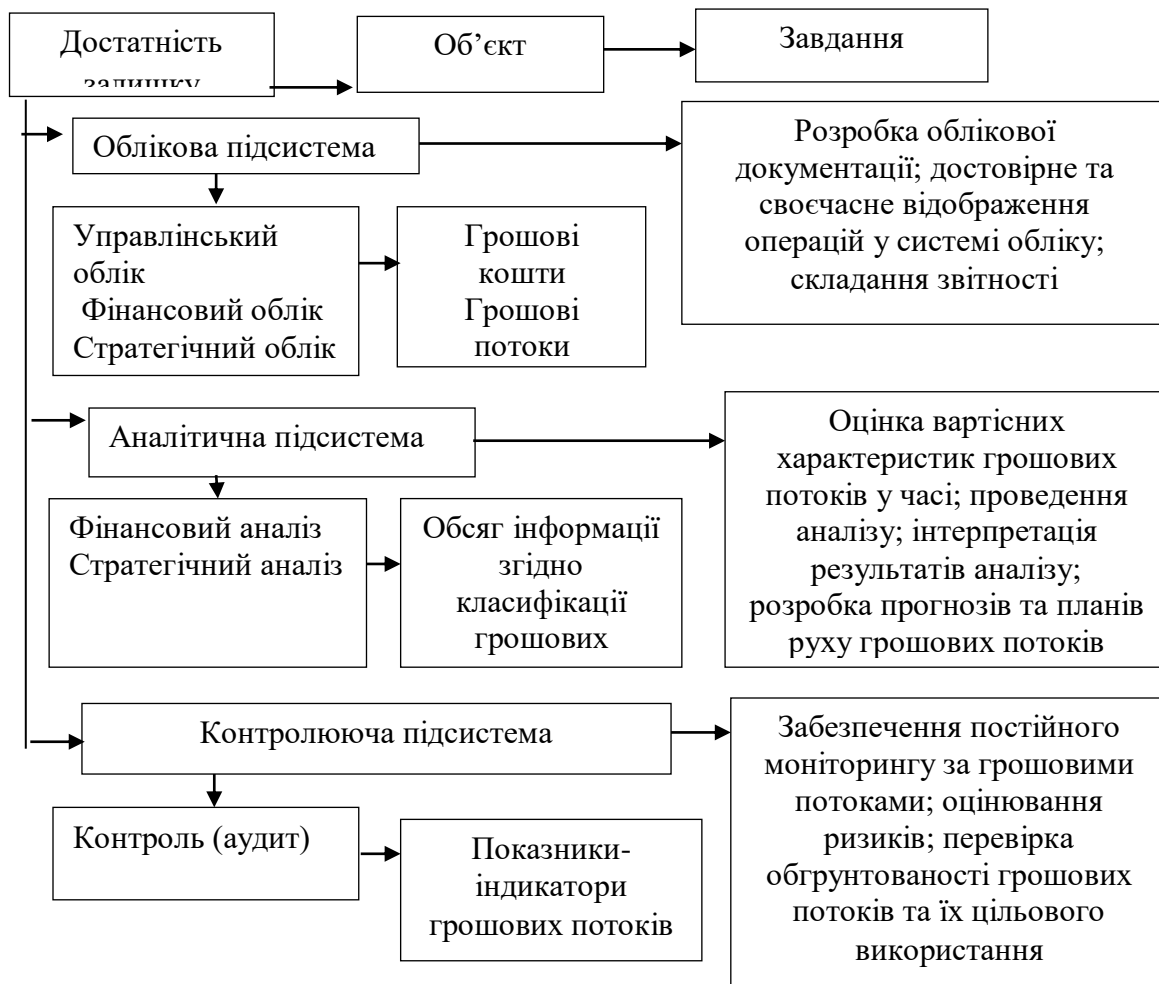 Достатність
залишку
Об’єкт
Завдання
Облікова підсистема
Розробка облікової
документації; достовірне та
своєчасне відображення
операцій у системі обліку;
складання звітності
Управлінський
облік
Фінансовий облік
Стратегічний облік
Грошові
кошти
Грошові
потоки
Аналітична підсистема
Оцінка вартісних
характеристик грошових
потоків у часі; проведення
аналізу; інтерпретація
результатів аналізу;
розробка прогнозів та планів
руху грошових потоків
Фінансовий аналіз
Стратегічний аналіз
Обсяг інформації
згідно
класифікації
грошових
Контролююча підсистема
Забезпечення постійного
моніторингу за грошовими
потоками; оцінювання
ризиків; перевірка
обгрунтованості грошових
потоків та їх цільового
використання
Контроль (аудит)
Показники-
індикатори
грошових потоків